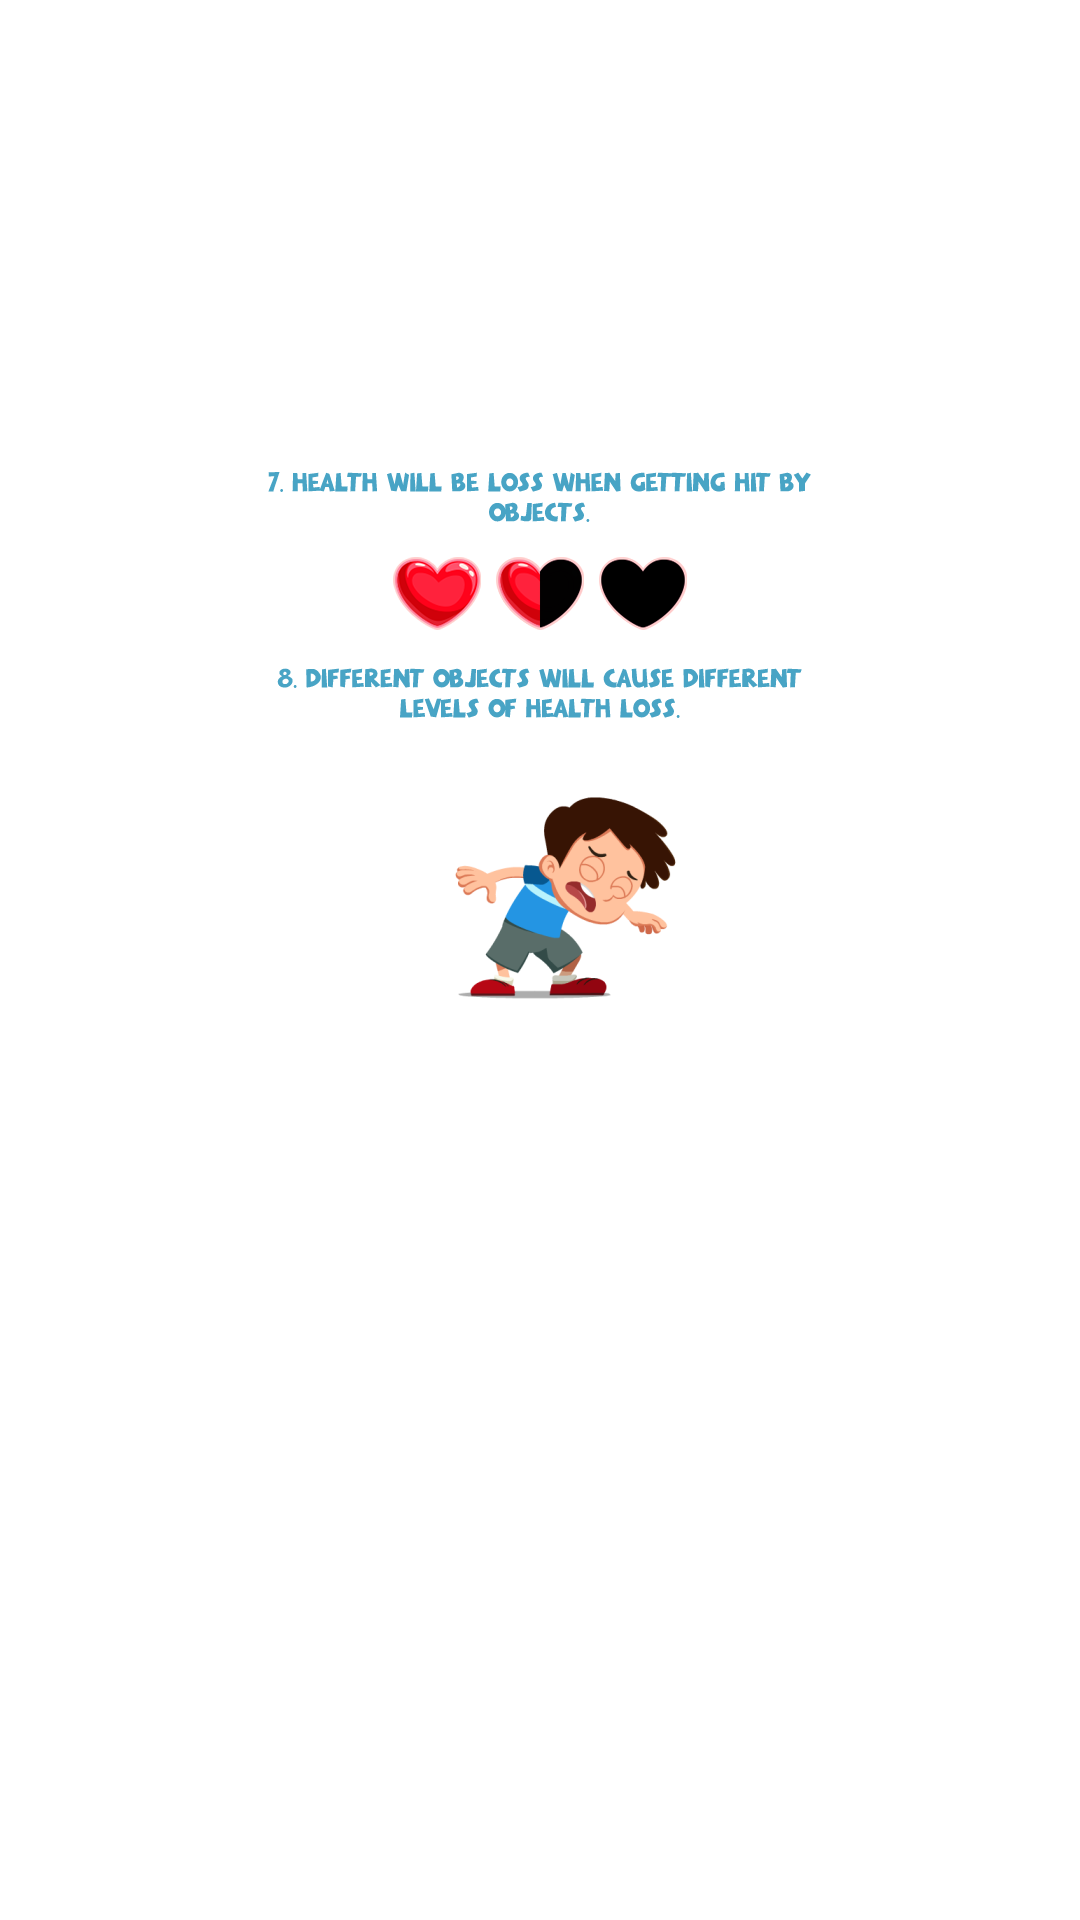 7. HEALTH WILL BE LOSS WHEN GETTING HIT BY
OBJECTS.
8. DIFFERENT OBJECTS WILL CAUSE DIFFERENT
LEVELS OF HEALTH LOSS.